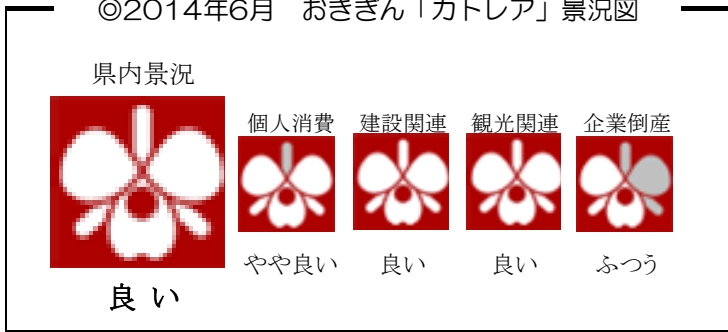 ◎2014年6月 おきぎん「カトレア」景況図
県内景況
個人消費 建設関連 観光関連 企業倒産
やや良い 良い 良い ふつう
良い